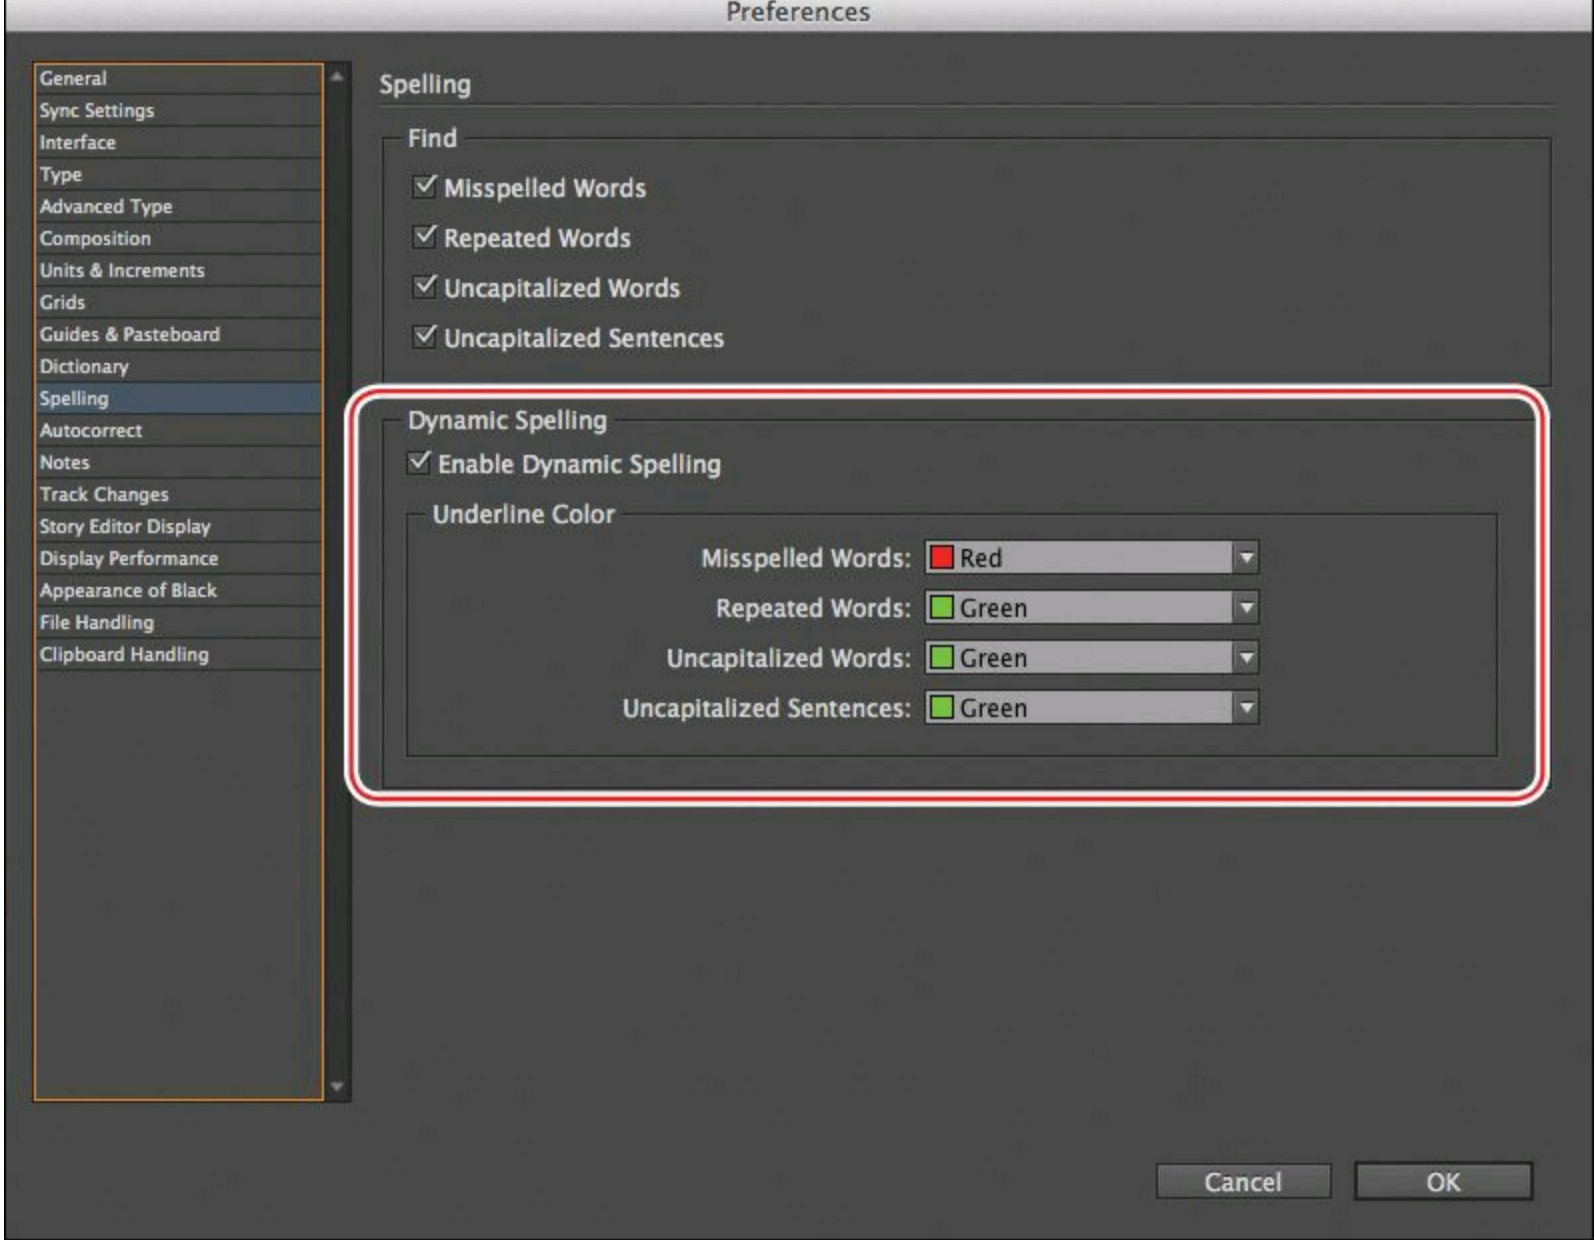 Preferences
General
Sync Settings
Interface
Type
Advanced Type
Composition
Units & Increments
Grids
Guides & Pasteboard
Dictionary
Spelling
Autocorrect
Notes
Track Changes
Story Editor Display
Display Performance
Appearance of Black
File Handling
Clipboard Handling
Spelling
Find
Misspelled Words
Repeated Words
Uncapitalized Words
Uncapitalized Sentences
Dynamic Spelling
Enable Dynamic Spelling
Underline Color
Misspelled Words: Red
Repeated Words: Green
Uncapitalized Words: Green
Uncapitalized Sentences: Green
Cancel OK